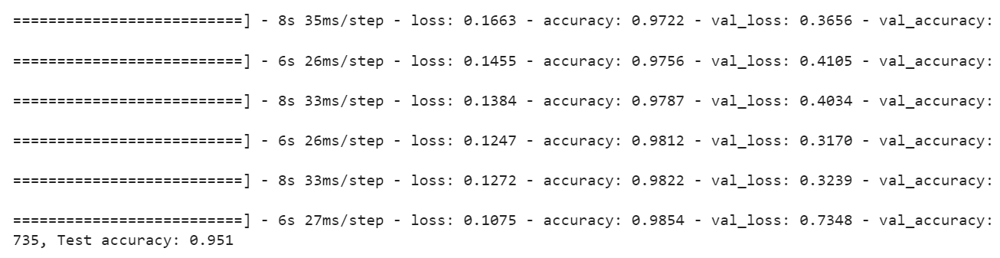 ==========================] - 8s 35ms/step - loss: 0.1663 - accuracy: 0.9722 - val_loss: 0.3656 - val_accuracy:
==========================] - 6s 26ms/step - loss: 0.1455 - accuracy: 0.9756 - val_loss: 0.4105 - val_accuracy:
==========================] - 8s 33ms/step - loss: 0.1384 - accuracy: 0.9787 - val_loss: 0.4034 - val_accuracy:
==========================] - 6s 26ms/step - loss: 0.1247 - accuracy: 0.9812 - val_loss: 0.3170 - val_accuracy:
==========================] - 8s 33ms/step - loss: 0.1272 - accuracy: 0.9822 - val_loss: 0.3239 - val_accuracy:
==========================] - 6s 27ms/step - loss: 0.1075 - accuracy: 0.9854 - val_loss: 0.7348 - val_accuracy:
735, Test accuracy: 0.951